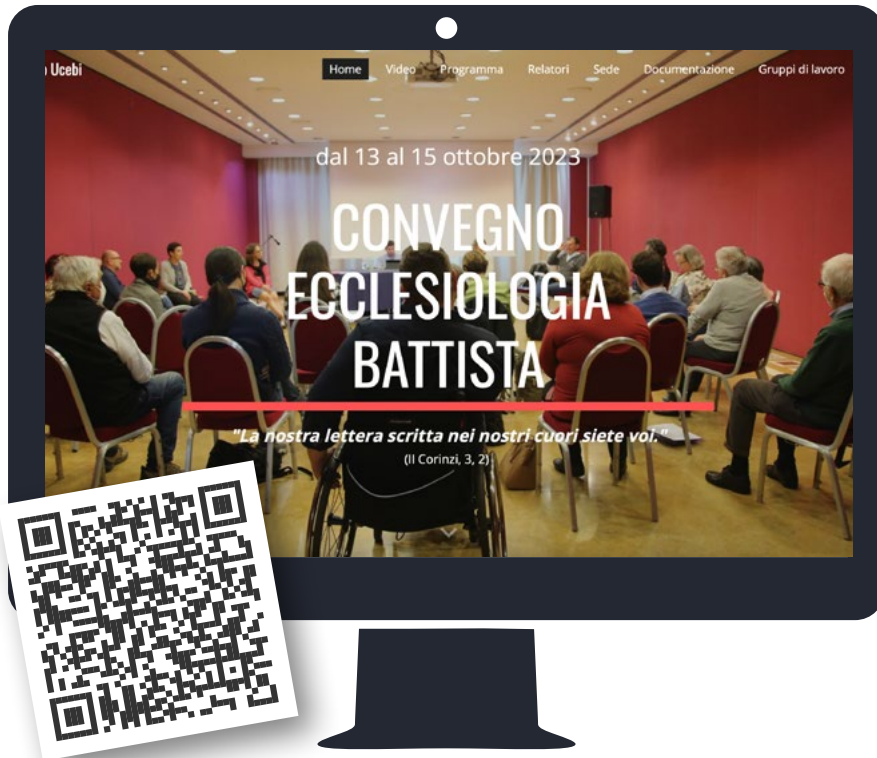 Ucebi
Home Video Programma Relatori Sede Documentazione Gruppi di lavoro
dal 13 al 15 ottobre 2023
CONVEGNO
ECCLESIOLOGIA
BATTISTA
"La nostra lettera scritta nei nostri cuori siete voi."
(II Corinzi, 3, 2)